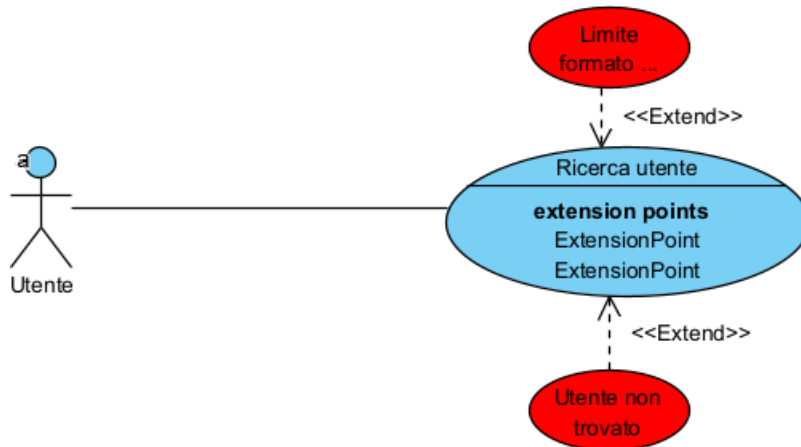 Limite
formato ...
<<Extend>>
a
Ricerca utente
extension points
ExtensionPoint
ExtensionPoint
Utente
<<Extend>>
Utente non
trovato